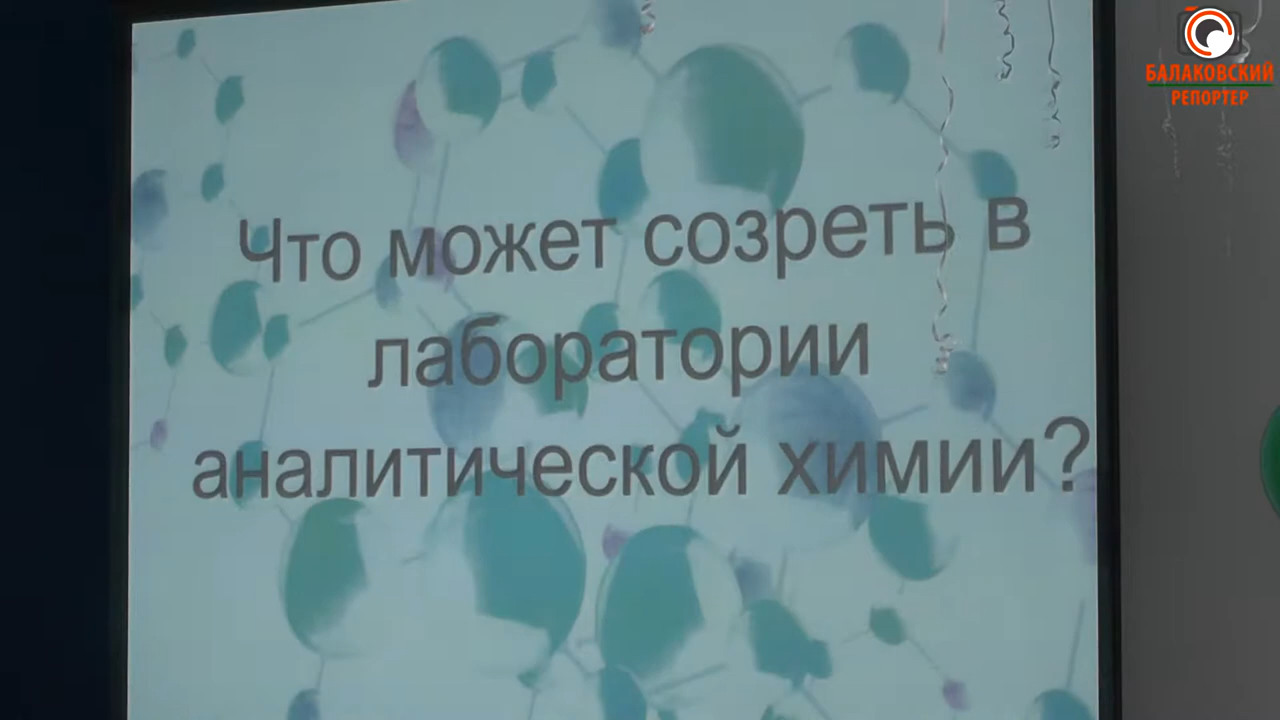 БАЛАКОВСКИЙ
РЕПОРТЕР
Что может созреть в
лаборатории
аналитической химии?